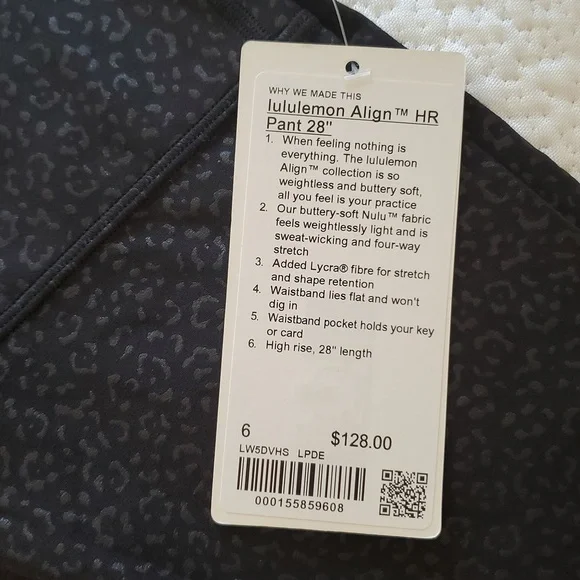 WHY WE MADE THIS
lululemon Align™ HR
Pant 28"
1. When feeling nothing is
everything. The lululemon
Align™ collection is so
weightless and buttery soft,
all you feel is your practice
2. Our buttery-soft Nulu™ fabric
feels weightlessly light and is
sweat-wicking and four-way
stretch
3. Added Lycra® fibre for stretch
and shape retention
4. Waistband lies flat and won't
dig in
5. Waistband pocket holds your key
or card
6. High rise, 28" length
6 $128.00
LW5DVHS LPDE
000155859608